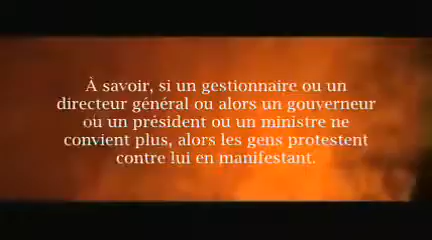 À savoir, si un gestionnaire ou un
directeur général ou alors un gouverneur
ou un président ou un ministre ne
convient plus, alors les gens protestent
contre lui en manifestant.